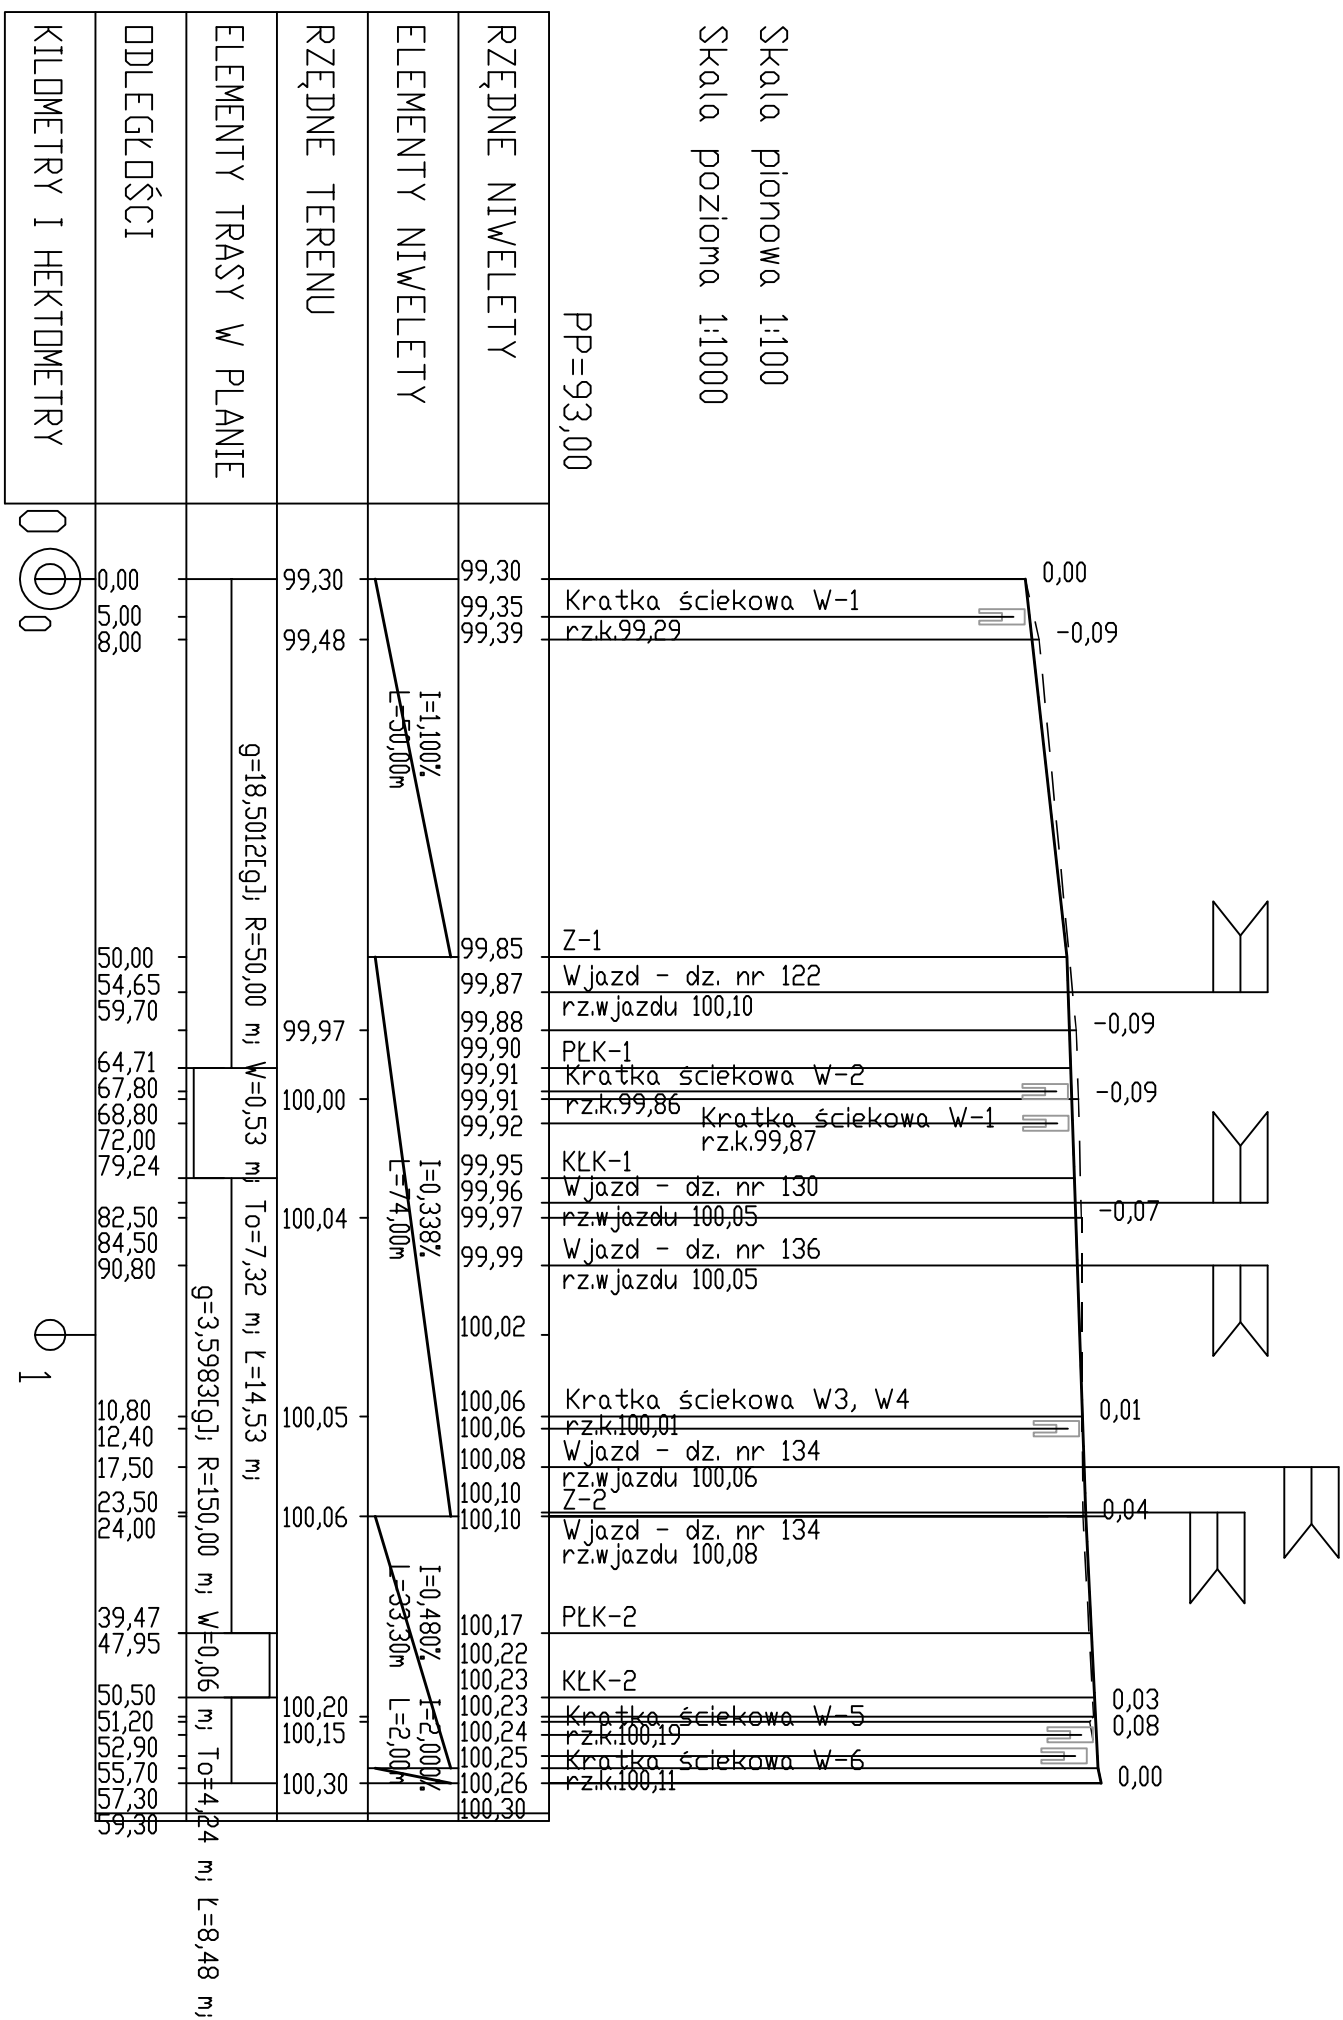 Skala pionowa 1:100
Skala pozioma 1:1000
PP=93,00
RZĘDNE NIWELETY
ELEMENTY NIWELETY
RZĘDNE TERENU
ELEMENTY TRASY W PLANIE
ODLEGŁOŚCI
KILOMETRY I HEKTOMETRY
0,00
-0,09
-0,09
-0,09
-0,07
0,01
0,04
0,03
0,08
0,00
Kratka ściekowa W-1
rz.k.99,29
Z-1
Wjazd - dz. nr 122
rz.wjazdu 100,10
PŁK-1
Kratka ściekowa W-2
rz.k.99,86
Kratka ściekowa W-1
rz.k.99,87
KŁK-1
Wjazd - dz. nr 130
rz.wjazdu 100,05
Wjazd - dz. nr 136
rz.wjazdu 100,05
Kratka ściekowa W3, W4
rz.k.100,01
Wjazd - dz. nr 134
rz.wjazdu 100,06
Z-2
Wjazd - dz. nr 134
rz.wjazdu 100,08
PŁK-2
KŁK-2
Kratka ściekowa W-5
rz.k.100,19
Kratka ściekowa W-6
rz.k.100,11
99,30
99,35
99,39
99,85
99,87
99,88
99,90
99,91
99,91
99,92
99,95
99,96
99,97
99,99
100,02
100,06
100,06
100,08
100,10
100,10
100,17
100,22
100,23
100,23
100,24
100,25
100,26
100,30
I=1,100%
L=50,00m
I=0,338%
L=74,00m
I=0,480%
L=33,30m
I=2,000%
L=2,00m
99,30
99,48
99,97
100,00
100,04
100,05
100,06
100,20
100,15
100,30
g=18,5012[g]; R=50,00 m; W=0,53 m; To=7,32 m; Ł=14,53 m;
g=3,5983[g]; R=150,00 m; W=0,06 m; To=4,24 m; Ł=8,48 m;
0,00
5,00
8,00
50,00
54,65
59,70
64,71
67,80
68,80
72,00
79,24
82,50
84,50
90,80
10,80
12,40
17,50
23,50
24,00
39,47
47,95
50,50
51,20
52,90
55,70
57,30
59,30
0
0
1